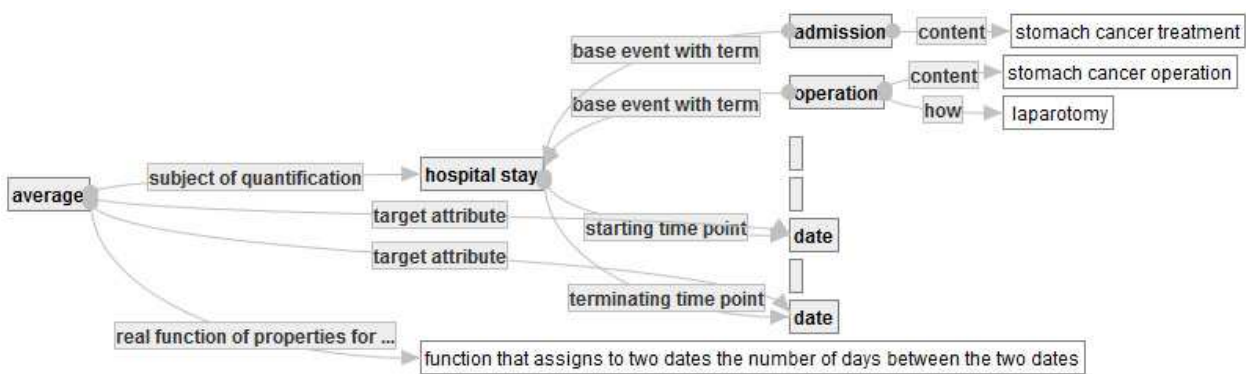 admission content stomach cancer treatment
base event with term
content stomach cancer operation
operation
base event with term
how laparotomy
subject of quantification hospital stay
average
target attribute
starting time point date
target attribute
terminating time point
date
real function of properties for ...
function that assigns to two dates the number of days between the two dates